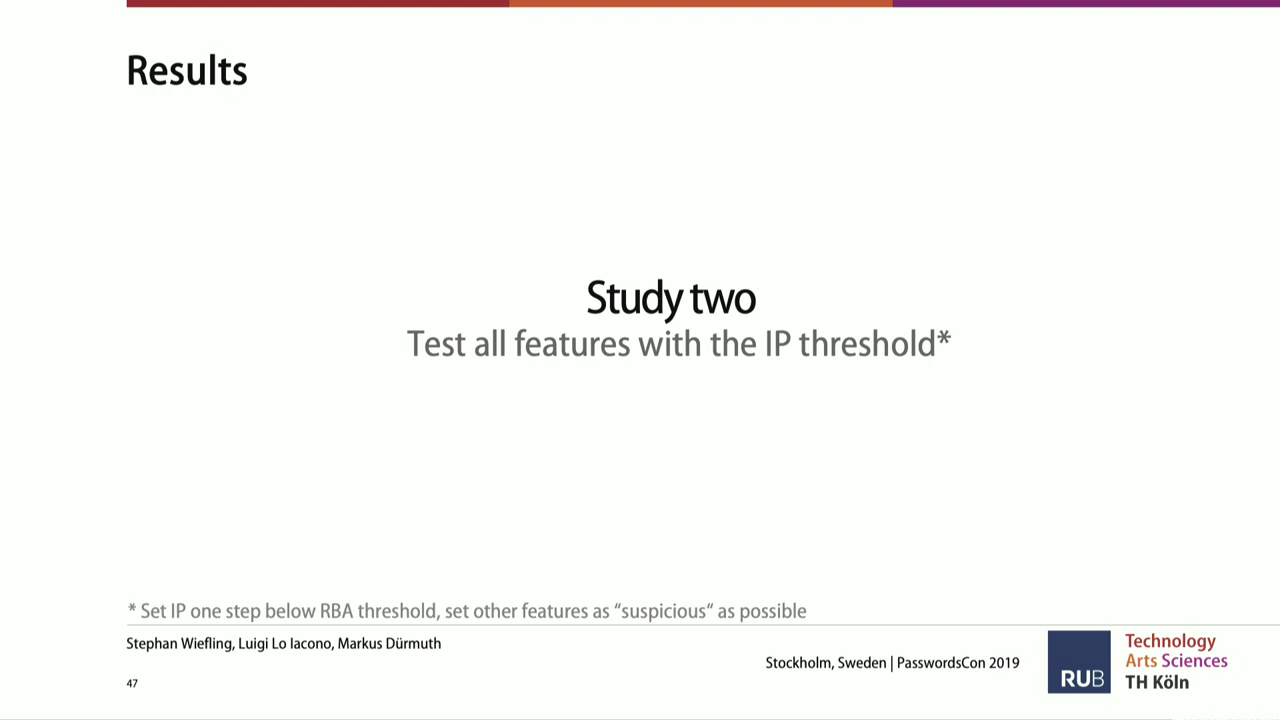 Results
Study two
Test all features with the IP threshold*
* Set IP one step below RBA threshold, set other features as “suspicious“ as possible
Stephan Wiefling, Luigi Lo Iacono, Markus Dürmuth
Stockholm, Sweden | PasswordsCon 2019
47
RUB
Technology
Arts Sciences
TH Köln